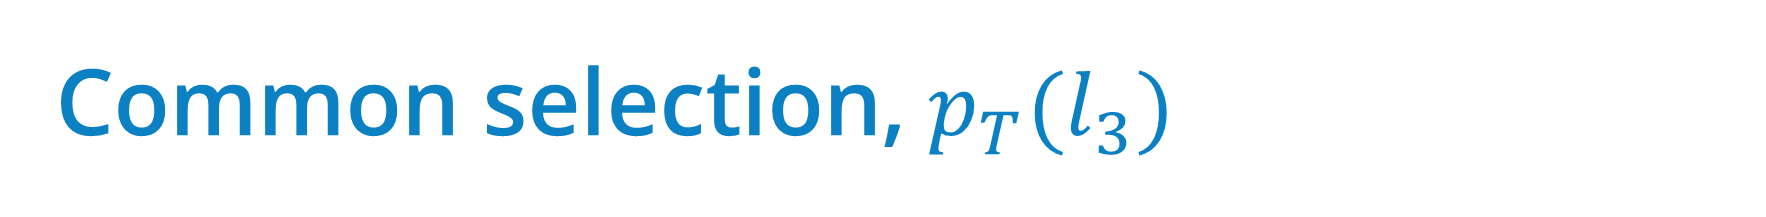 Common selection, $p_T(l_3)$